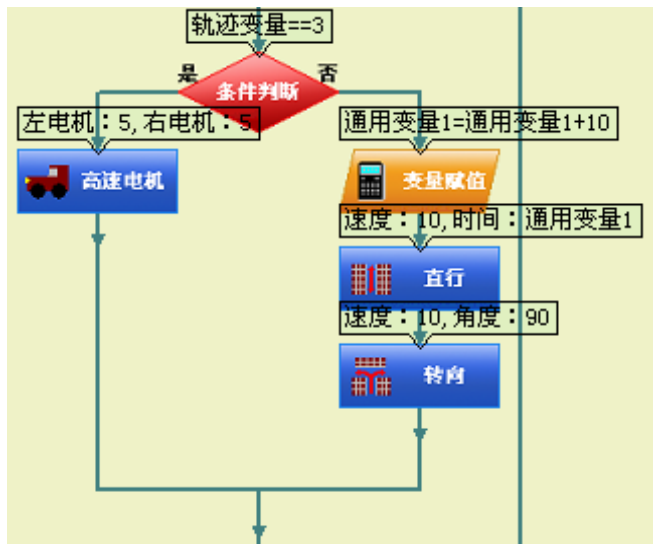 轨迹变量==3
是
否
条件判断
左电机：5,右电机：5
通用变量1=通用变量1+10
高速电机
变量赋值
速度：10,时间：通用变量1
直行
速度：10,角度：90
转向